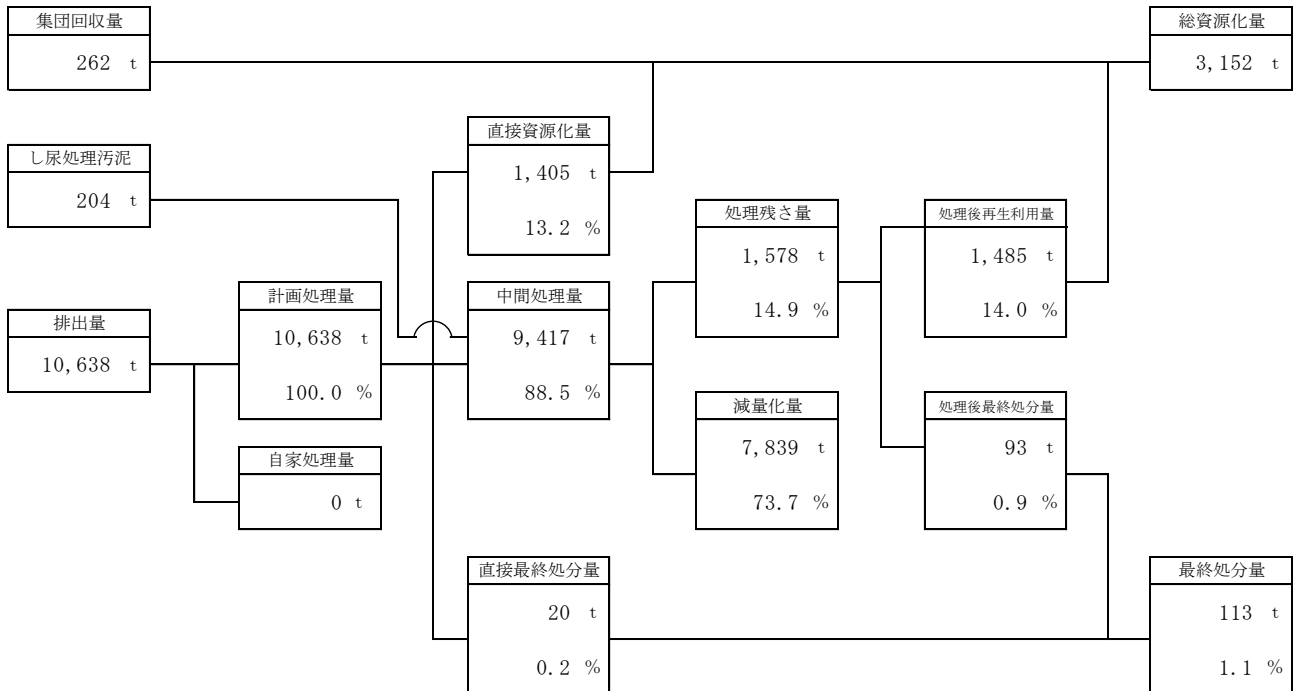 集団回収量
262 t
総資源化量
3,152 t
直接資源化量
1,405 t
13.2 %
し尿処理汚泥
204 t
処理残さ量
1,578 t
14.9 %
処理後再生利用量
1,485 t
14.0 %
計画処理量
10,638 t
100.0 %
中間処理量
9,417 t
88.5 %
排出量
10,638 t
減量化量
7,839 t
73.7 %
処理後最終処分量
93 t
0.9 %
自家処理量
0 t
直接最終処分量
20 t
0.2 %
最終処分量
113 t
1.1 %